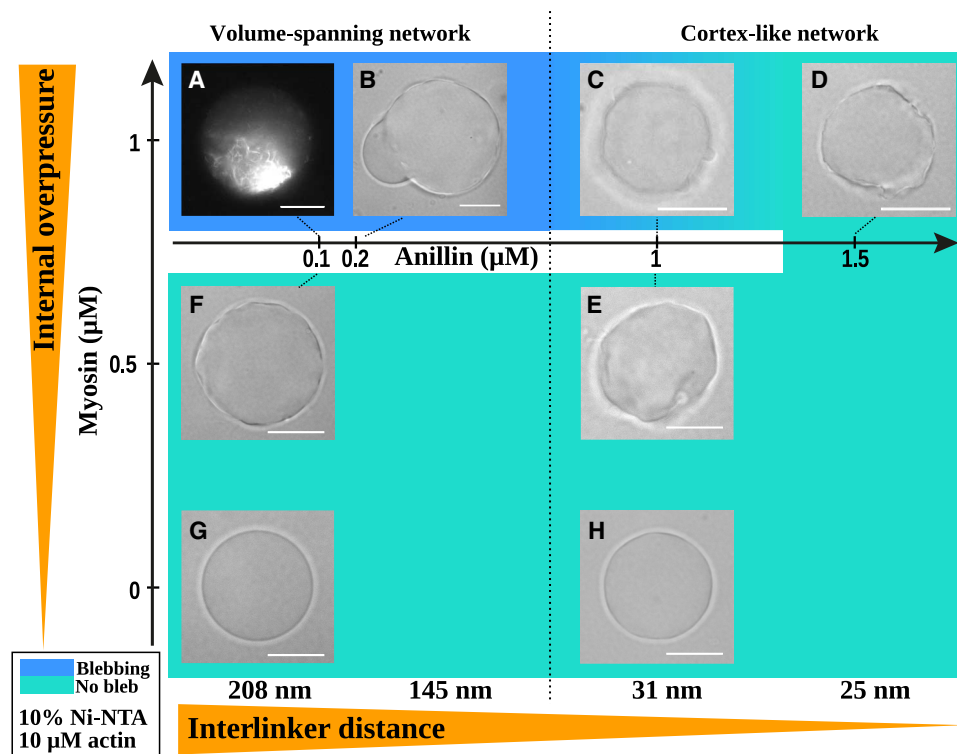 Volume-spanning network
Cortex-like network
Internal overpressure
Myosin (μM)
A
B
C
D
1
0.1
0.2
Anillin (μM)
1
1.5
F
E
0.5
G
H
0
Blebbing
No bleb
10% Ni-NTA
10 μM actin
208 nm
145 nm
31 nm
25 nm
Interlinker distance